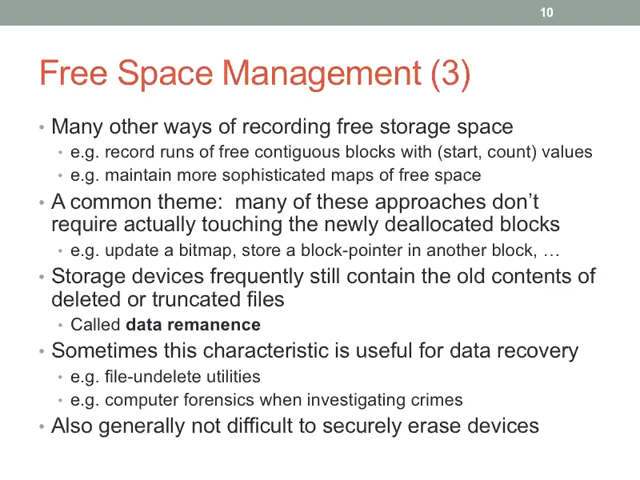 10
Free Space Management (3)
• Many other ways of recording free storage space
• e.g. record runs of free contiguous blocks with (start, count) values
• e.g. maintain more sophisticated maps of free space
• A common theme:  many of these approaches don't
require actually touching the newly deallocated blocks
• e.g. update a bitmap, store a block-pointer in another block, …
• Storage devices frequently still contain the old contents of
deleted or truncated files
• Called data remanence
• Sometimes this characteristic is useful for data recovery
• e.g. file-undelete utilities
• e.g. computer forensics when investigating crimes
• Also generally not difficult to securely erase devices